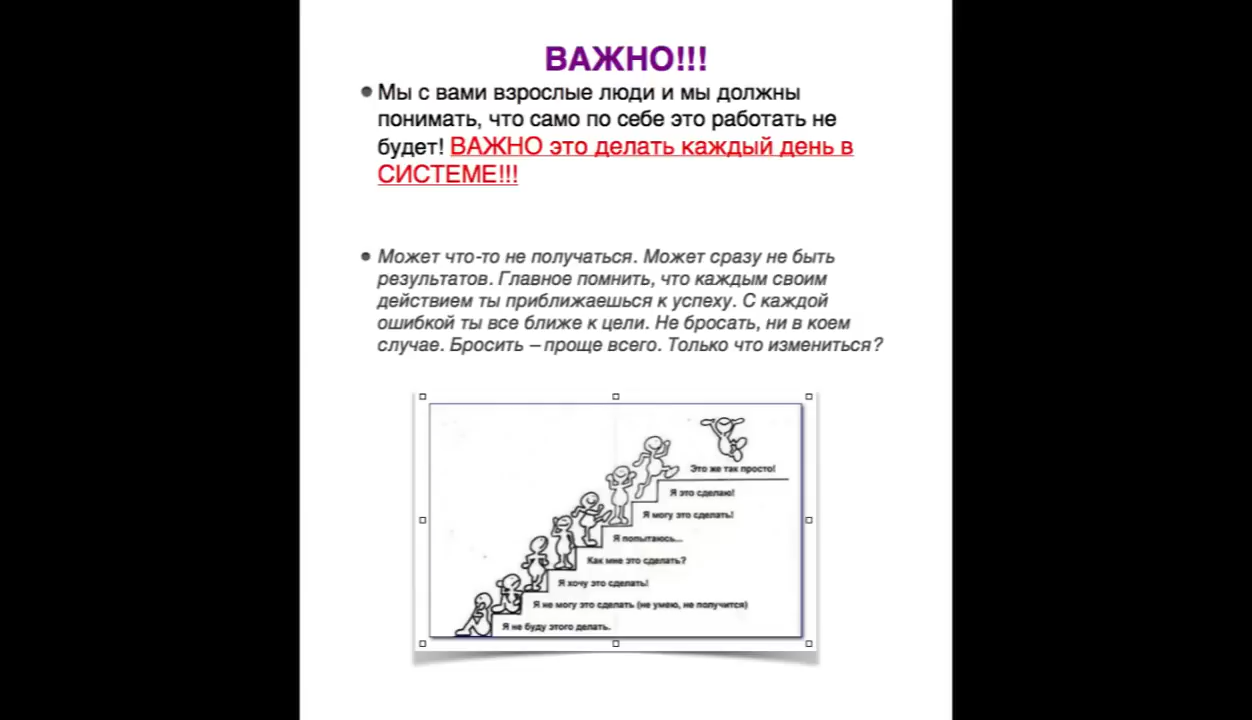 ВАЖНО!!!
Мы с вами взрослые люди и мы должны
понимать, что само по себе это работать не
будет! ВАЖНО это делать каждый день в
СИСТЕМЕ!!!
Может что-то не получаться. Может сразу не быть
результатов. Главное помнить, что каждым своим
действием ты приближаешься к успеху. С каждой
ошибкой ты все ближе к цели. Не бросать, ни в коем
случае. Бросить – проще всего. Только что измениться?
Это же так просто!
Я это сделаю!
Я могу это сделать!
Я попытаюсь...
Как мне это сделать?
Я хочу это сделать!
Я не могу это сделать (не умею, не получится)
Я не буду этого делать.